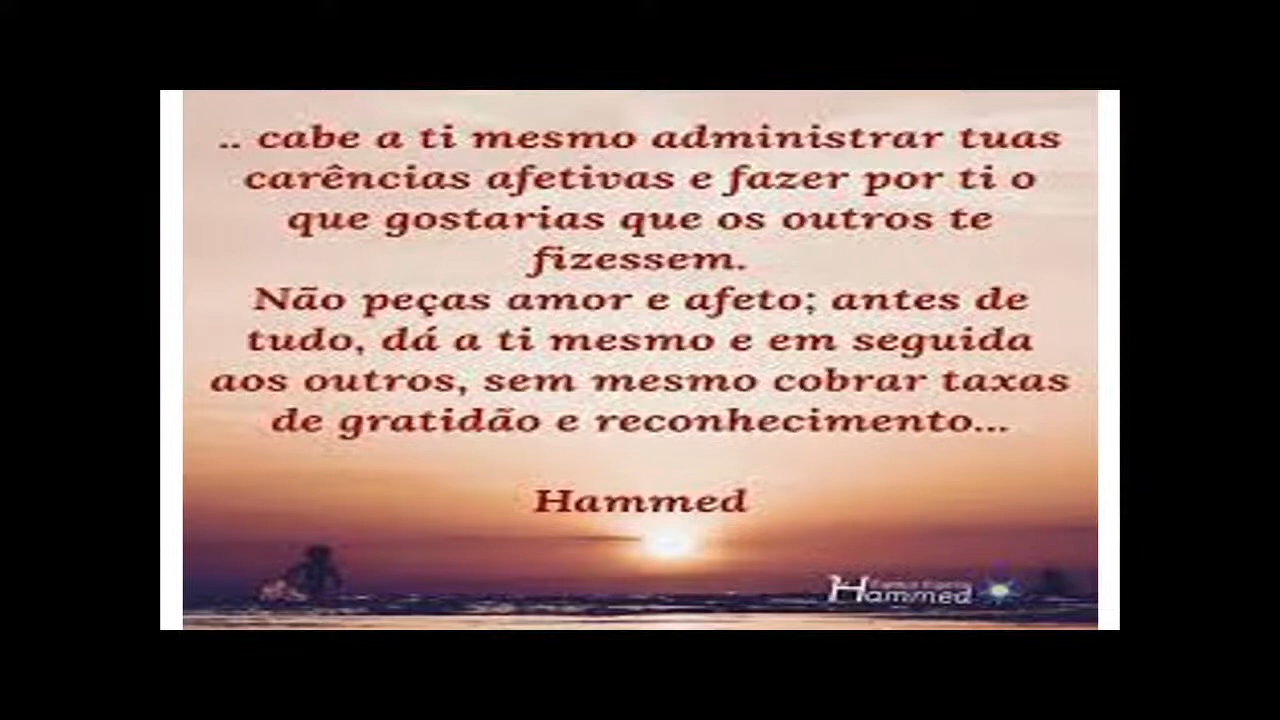 .. cabe a ti mesmo administrar tuas
carências afetivas e fazer por ti o
que gostarias que os outros te
fizessem.
Não peças amor e afeto; antes de
tudo, dá a ti mesmo e em seguida
aos outros, sem mesmo cobrar taxas
de gratidão e reconhecimento...
Hammed
Hammed